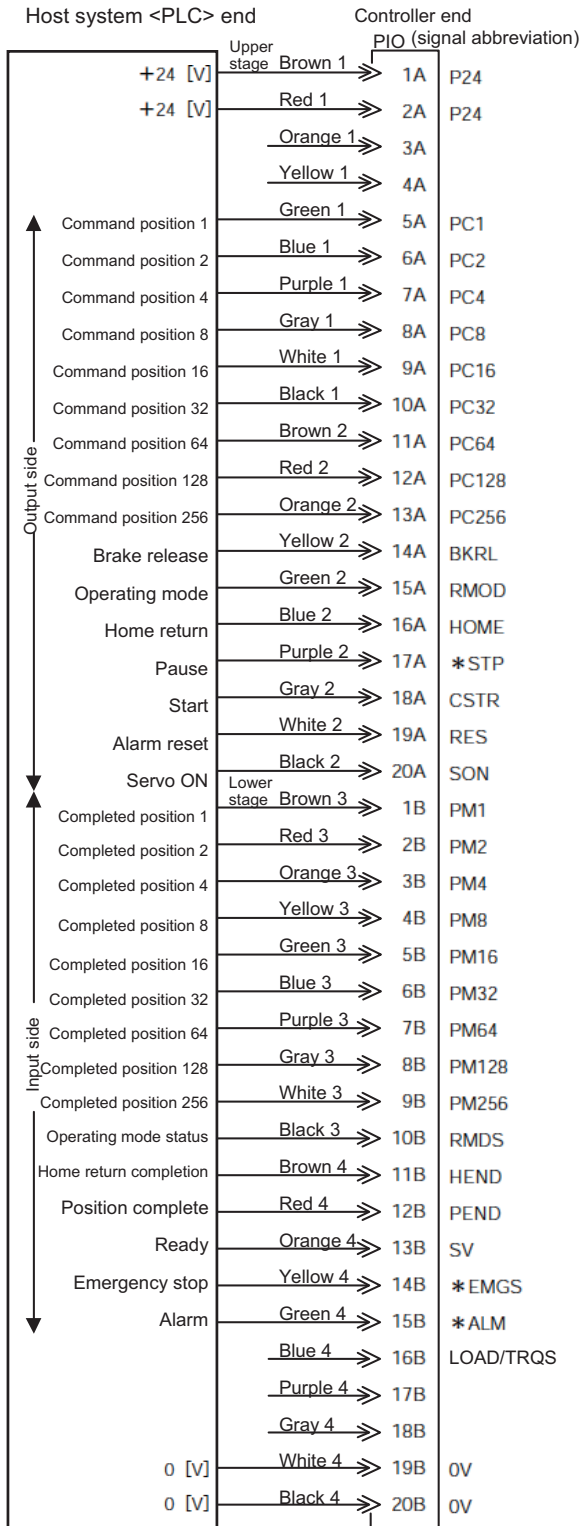 Host system <PLC> end Controller end
PIO (signal abbreviation)
+24 [V] Upper stage Brown 1 1A P24
+24 [V] Red 1 2A P24
Orange 1 3A
Yellow 1 4A
Command position 1 Green 1 5A PC1
Command position 2 Blue 1 6A PC2
Command position 4 Purple 1 7A PC4
Command position 8 Gray 1 8A PC8
Command position 16 White 1 9A PC16
Command position 32 Black 1 10A PC32
Command position 64 Brown 2 11A PC64
Command position 128 Red 2 12A PC128
Command position 256 Orange 2 13A PC256
Output side
Brake release Yellow 2 14A BKRL
Operating mode Green 2 15A RMOD
Home return Blue 2 16A HOME
Pause Purple 2 17A *STP
Start Gray 2 18A CSTR
Alarm reset White 2 19A RES
Servo ON Black 2 20A SON
Completed position 1 Lower stage Brown 3 1B PM1
Completed position 2 Red 3 2B PM2
Completed position 4 Orange 3 3B PM4
Completed position 8 Yellow 3 4B PM8
Completed position 16 Green 3 5B PM16
Completed position 32 Blue 3 6B PM32
Completed position 64 Purple 3 7B PM64
Completed position 128 Gray 3 8B PM128
Input side
Completed position 256 White 3 9B PM256
Operating mode status Black 3 10B RMDS
Home return completion Brown 4 11B HEND
Position complete Red 4 12B PEND
Ready Orange 4 13B SV
Emergency stop Yellow 4 14B *EMGS
Alarm Green 4 15B *ALM
Blue 4 16B LOAD/TRQS
Purple 4 17B
Gray 4 18B
0 [V] White 4 19B 0V
0 [V] Black 4 20B 0V